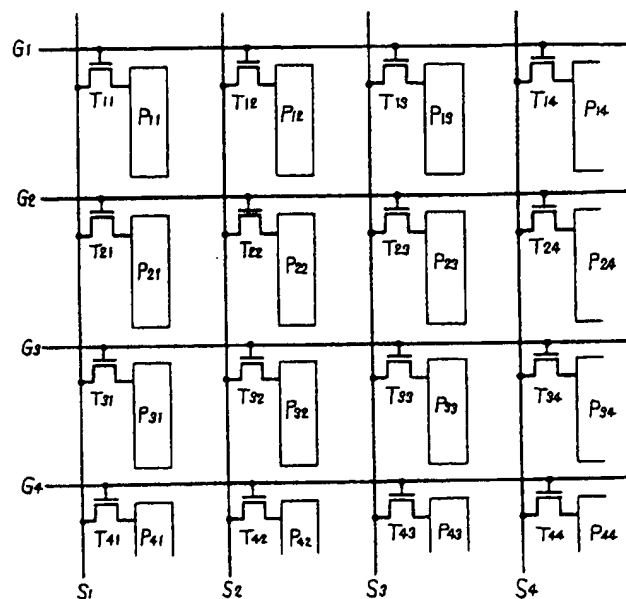 G1
T11 P11 T12 P12 T13 P13 T14 P14
G2
T21 P21 T22 P22 T23 P23 T24 P24
G3
T31 P31 T32 P32 T33 P33 T34 P34
G4
T41 P41 T42 P42 T43 P43 T44 P44
S1 S2 S3 S4